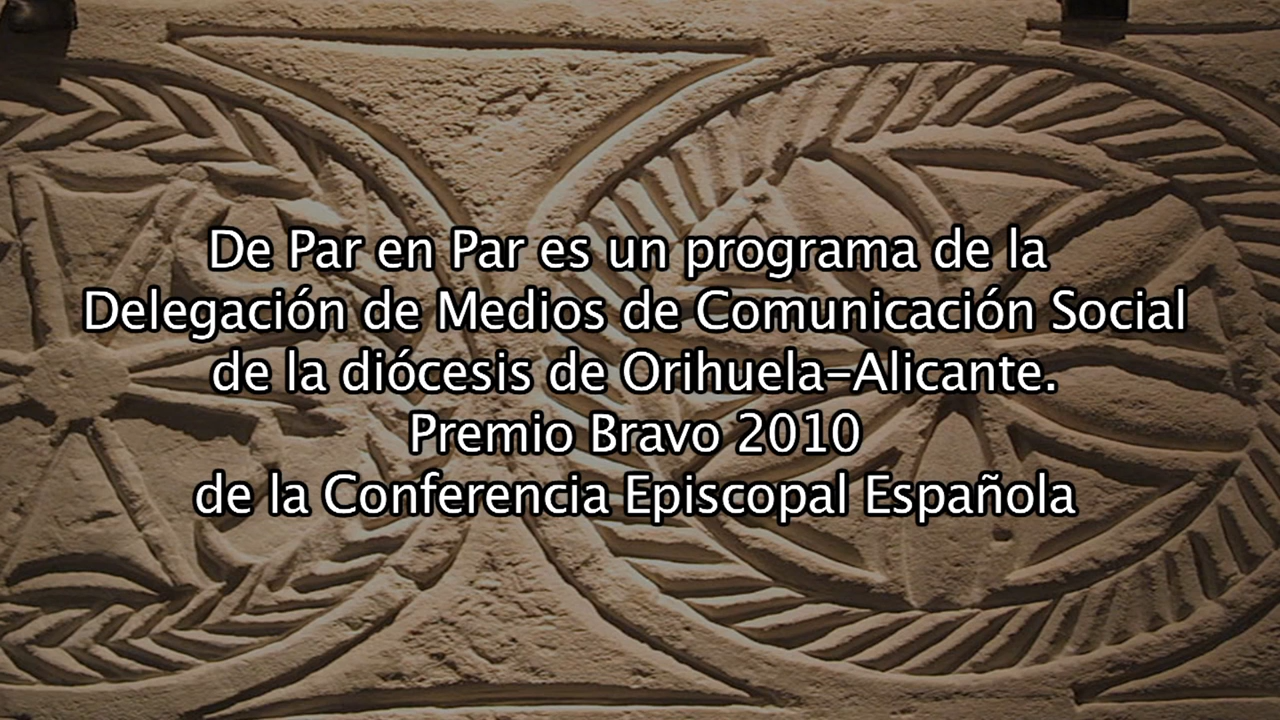 De Par en Par es un programa de la
Delegación de Medios de Comunicación Social
de la diócesis de Orihuela-Alicante.
Premio Bravo 2010
de la Conferencia Episcopal Española